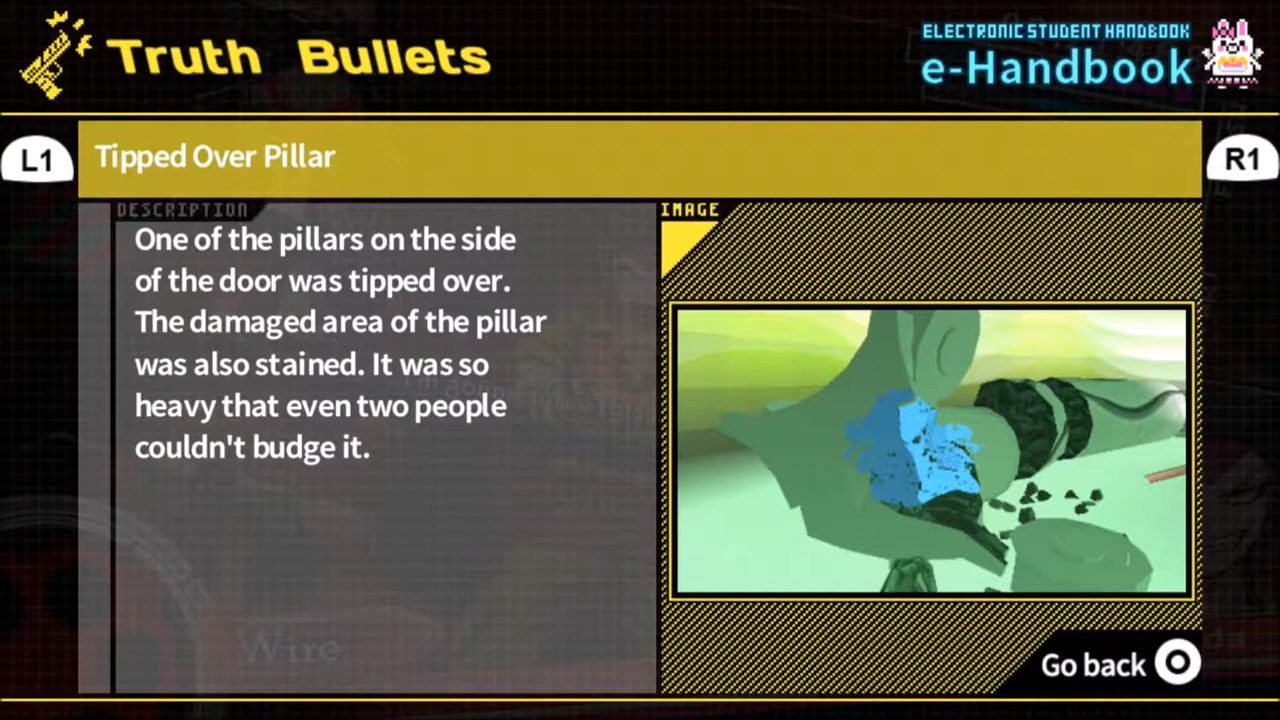 Truth Bullets
ELECTRONIC STUDENT HANDBOOK
e-Handbook
L1
Tipped Over Pillar
R1
DESCRIPTION
IMAGE
One of the pillars on the side
of the door was tipped over.
The damaged area of the pillar
was also stained. It was so
heavy that even two people
couldn't budge it.
Wire
Go back